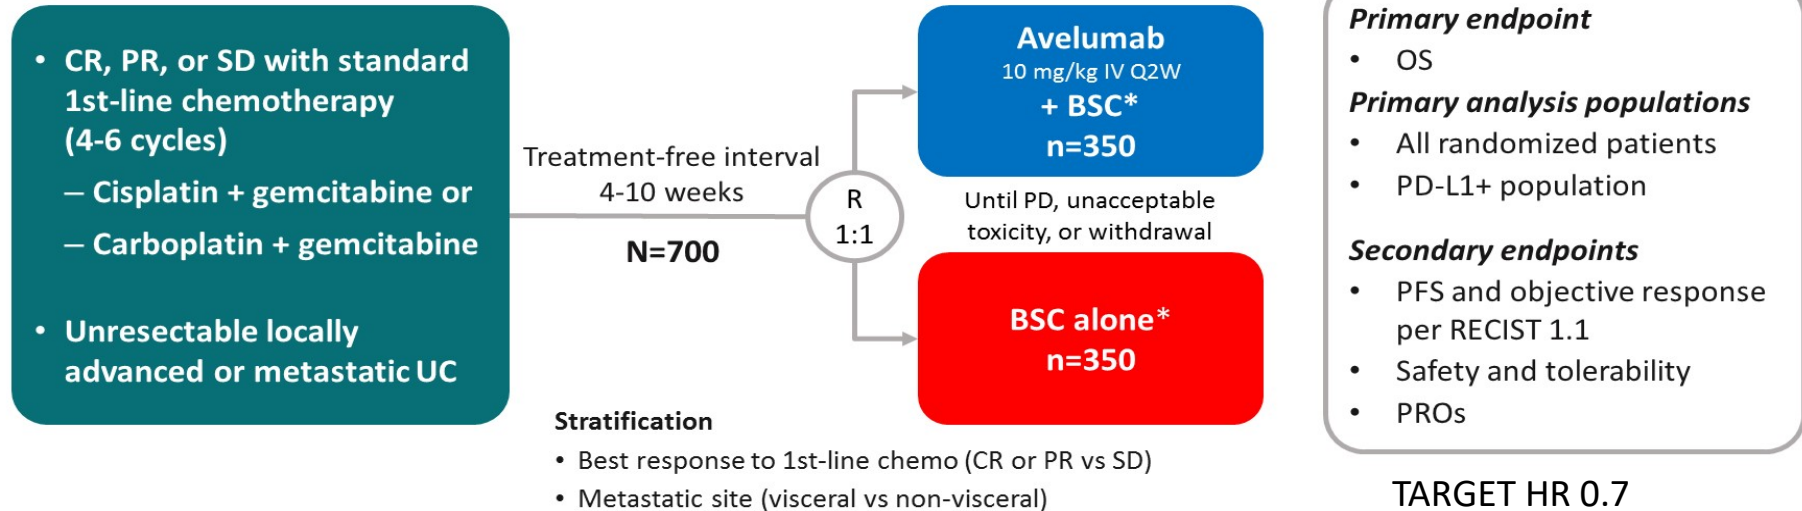 • CR, PR, or SD with standard
1st-line chemotherapy
(4-6 cycles)
– Cisplatin + gemcitabine or
– Carboplatin + gemcitabine
• Unresectable locally
advanced or metastatic UC
Treatment-free interval
4-10 weeks
N=700
R
1:1
Avelumab
10 mg/kg IV Q2W
+ BSC*
n=350
Until PD, unacceptable
toxicity, or withdrawal
BSC alone*
n=350
Stratification
• Best response to 1st-line chemo (CR or PR vs SD)
• Metastatic site (visceral vs non-visceral)
Primary endpoint
• OS
Primary analysis populations
• All randomized patients
• PD-L1+ population
Secondary endpoints
• PFS and objective response
per RECIST 1.1
• Safety and tolerability
• PROs
TARGET HR 0.7